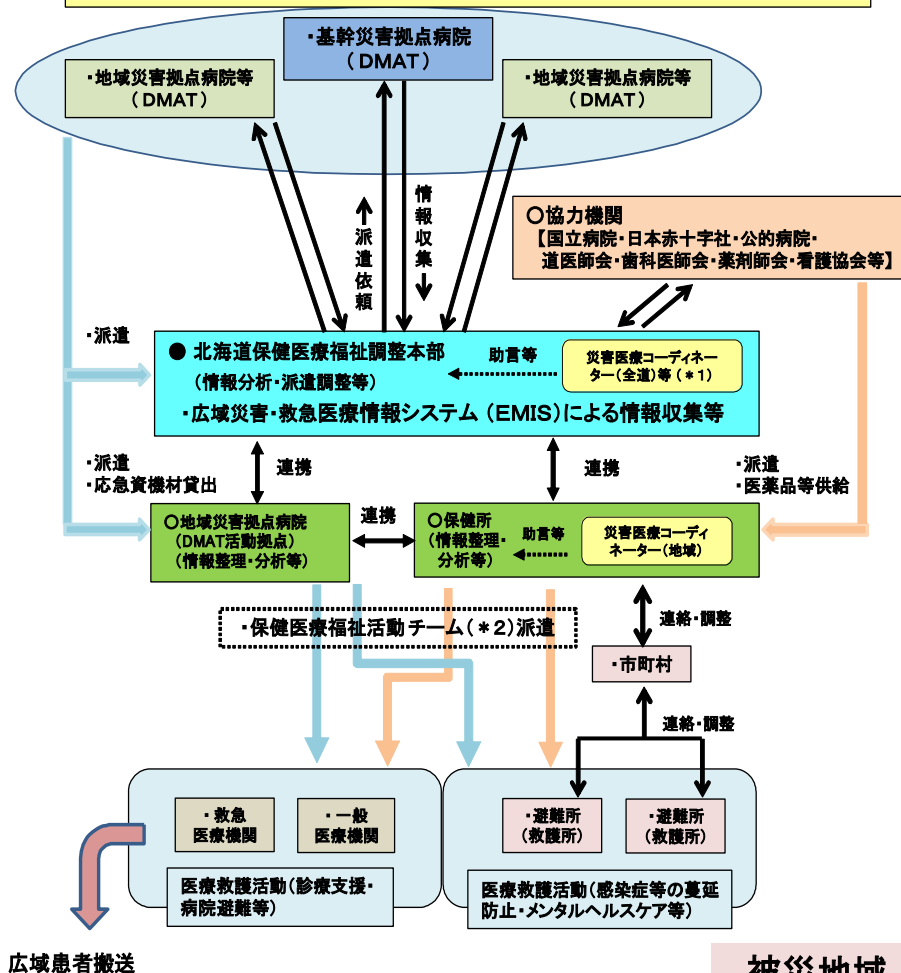 ・基幹災害拠点病院
（DMAT）
・地域災害拠点病院等
（DMAT）
・地域災害拠点病院等
（DMAT）
↑派遣依頼
情報収集↓
○協力機関
【国立病院・日本赤十字社・公的病院・
道医師会・歯科医師会・薬剤師会・看護協会等】
・派遣
● 北海道保健医療福祉調整本部
（情報分析・派遣調整等）
助言等
災害医療コーディネー
ター（全道）等（＊1）
・広域災害・救急医療情報システム（EMIS）による情報収集等
・派遣
・応急資機材貸出
連携
連携
・派遣
・医薬品等供給
○地域災害拠点病院
（DMAT活動拠点）
（情報整理・分析等）
連携
○保健所
（情報整理・
分析等）
助言等
災害医療コーディ
ネーター（地域）
・保健医療福祉活動チーム（＊2）派遣
連絡・調整
・市町村
連絡・調整
・救急
医療機関
・一般
医療機関
・避難所
（救護所）
・避難所
（救護所）
医療救護活動（診療支援・
病院避難等）
医療救護活動（感染症等の蔓延
防止・メンタルヘルスケア等）
広域患者搬送
被災地域